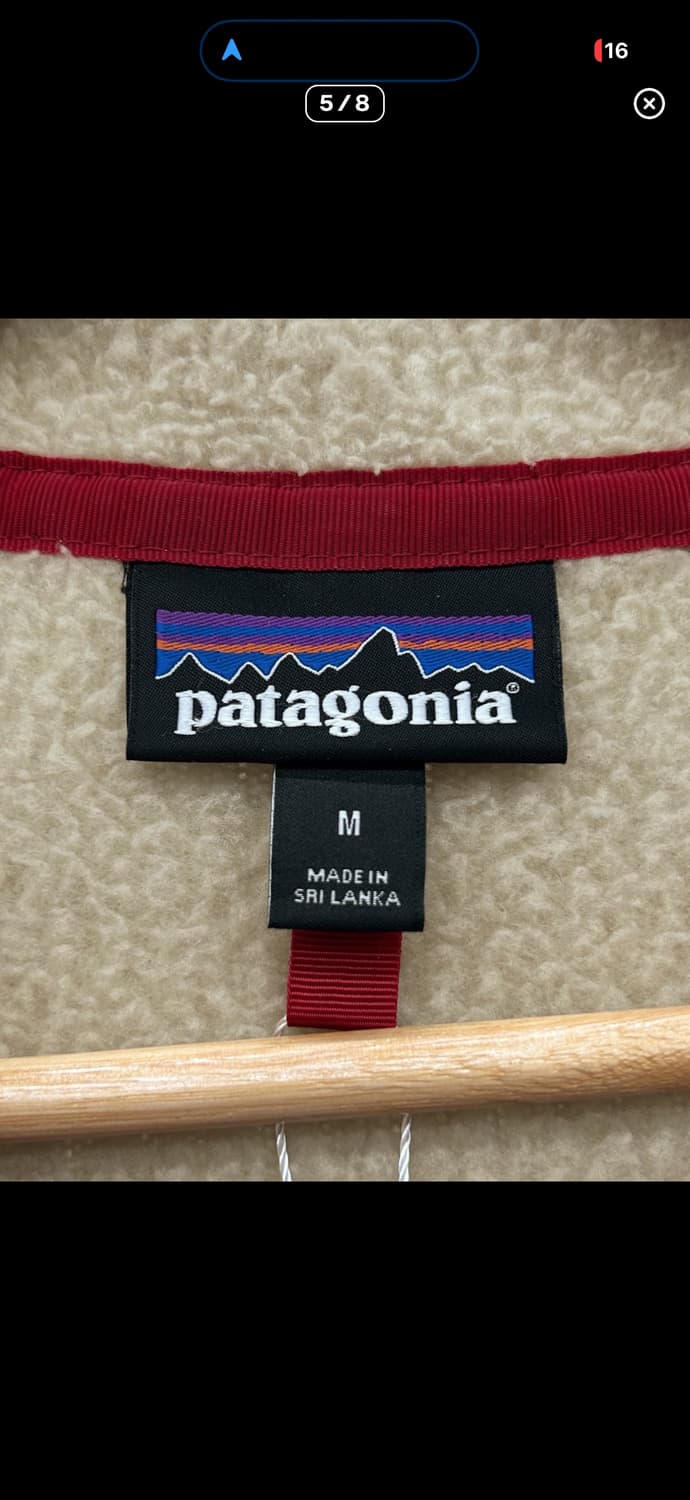 16
5/8
patagonia®
M
MADE IN
SRI LANKA